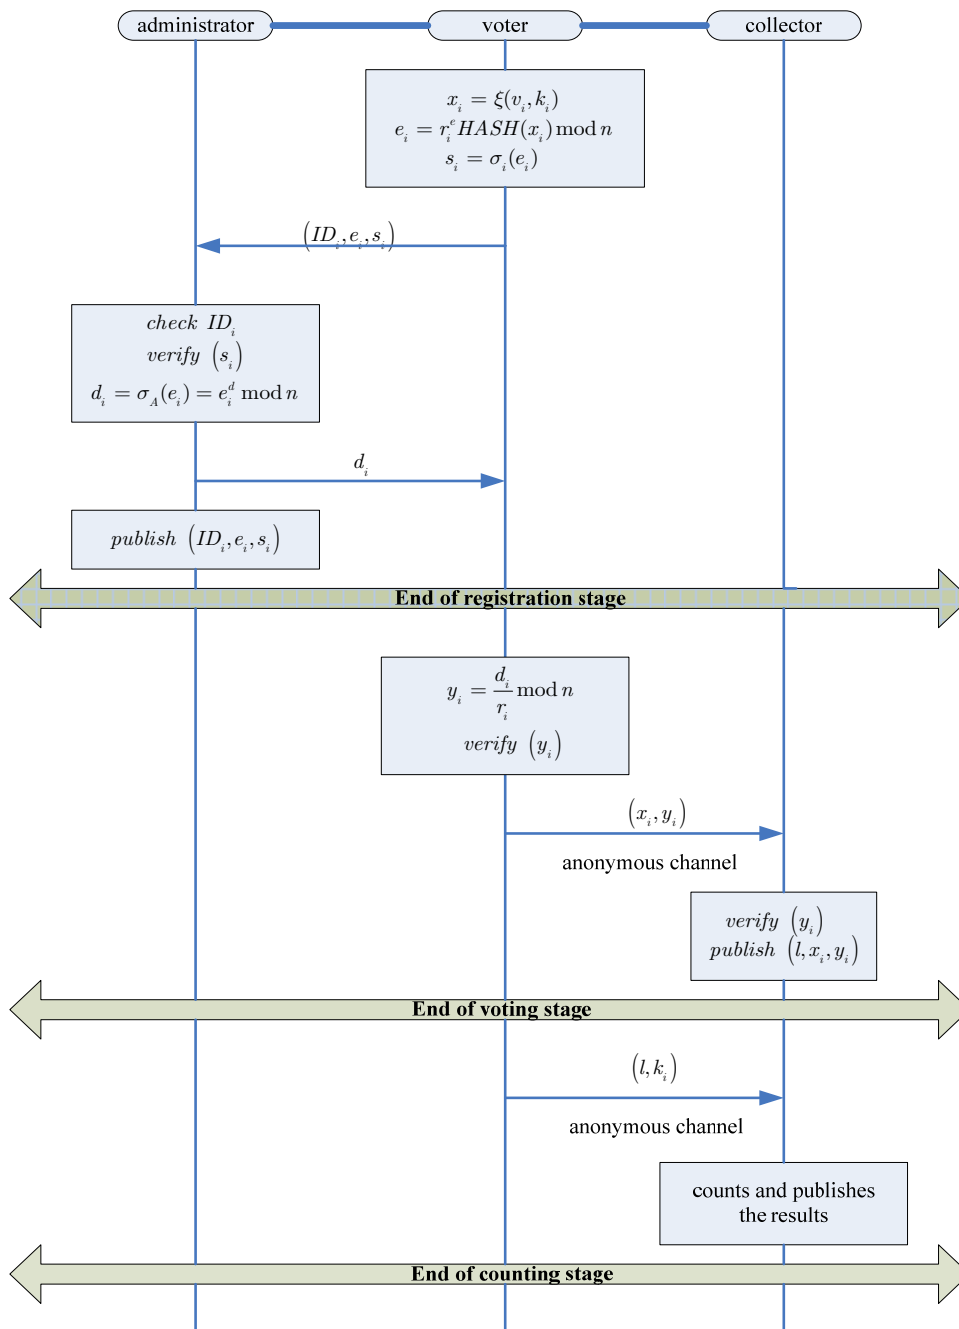 administrator voter collector
x_i = ξ(v_i, k_i)
e_i = r_i^e HASH(x_i) mod n
s_i = σ_i(e_i)
(ID_i, e_i, s_i)
check ID_i
verify (s_i)
d_i = σ_A(e_i) = e_i^d mod n
d_i
publish (ID_i, e_i, s_i)
End of registration stage
y_i = d_i / r_i mod n
verify (y_i)
(x_i, y_i)
anonymous channel
verify (y_i)
publish (l, x_i, y_i)
End of voting stage
(l, k_i)
anonymous channel
counts and publishes
the results
End of counting stage